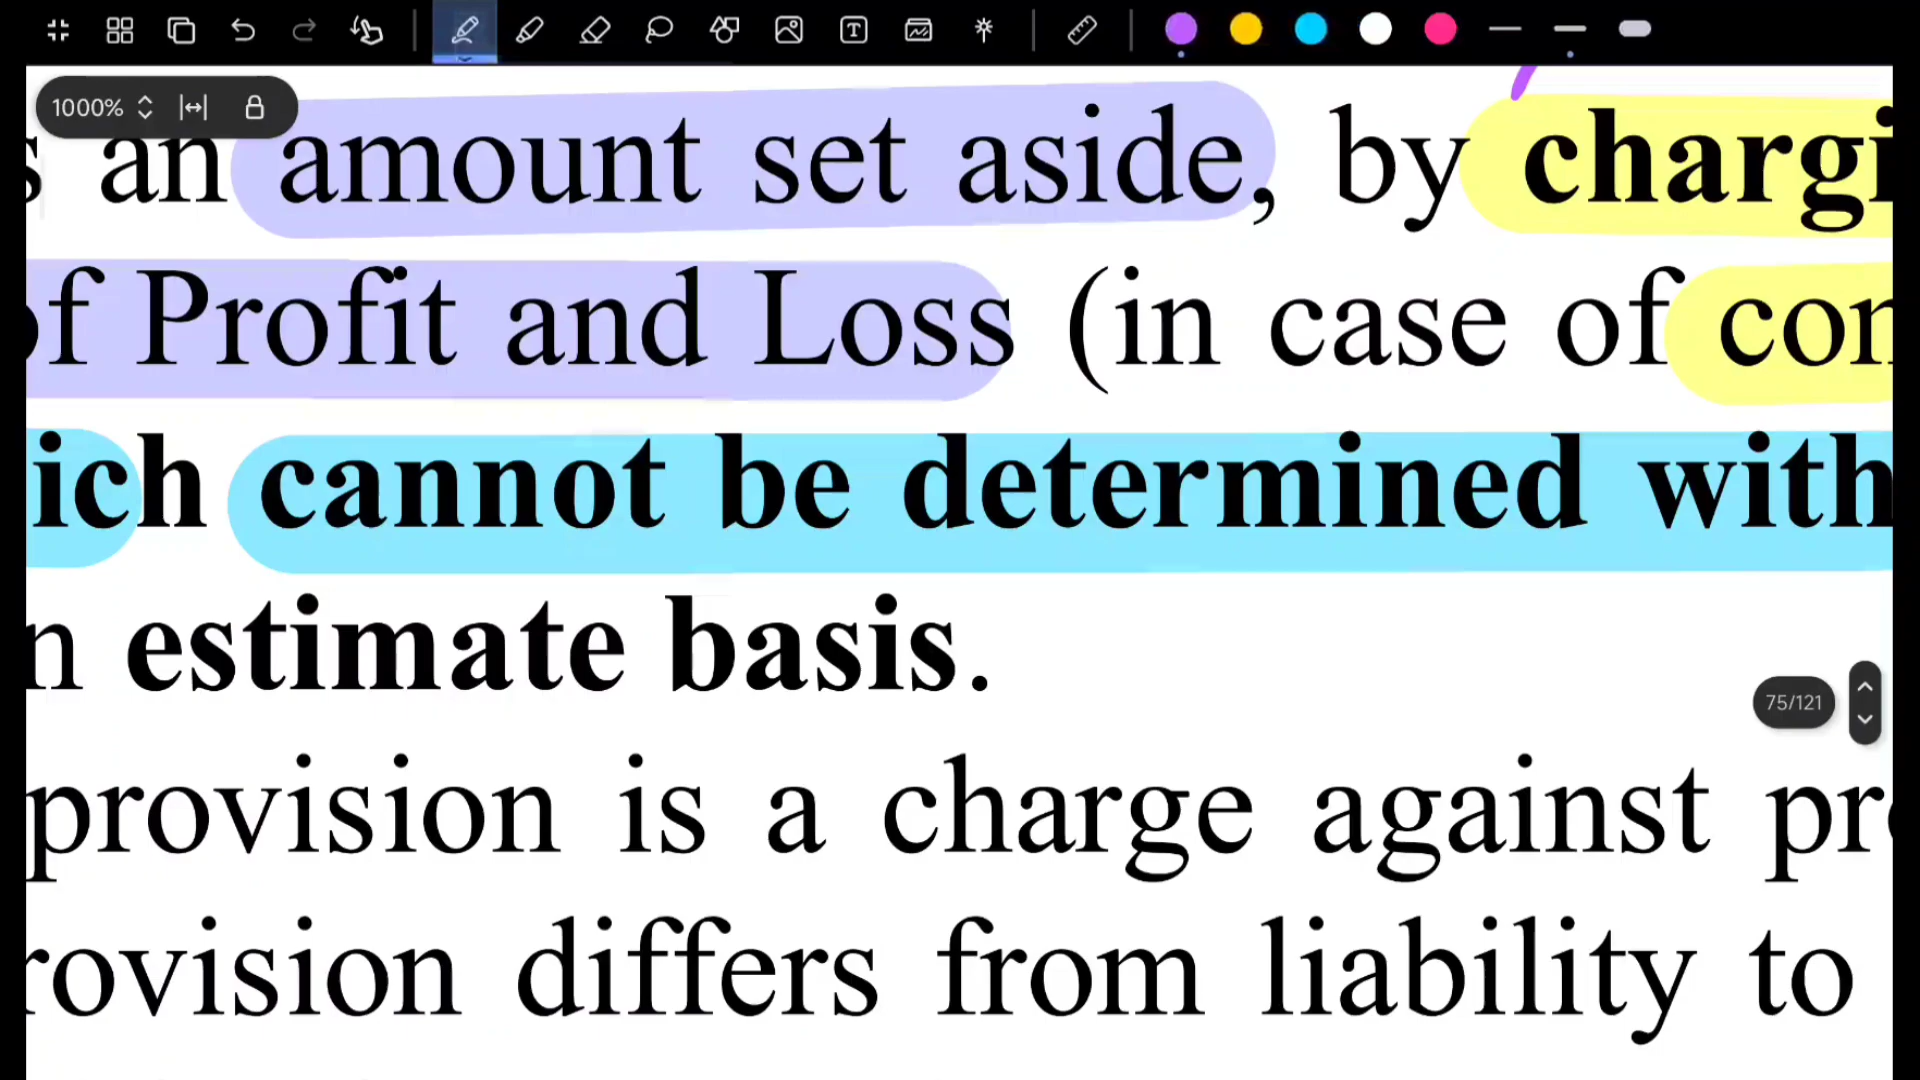 1000%
an amount set aside, by chargi
of Profit and Loss (in case of con
ich cannot be determined with
n estimate basis.
75/121
provision is a charge against pr
rovision differs from liability to